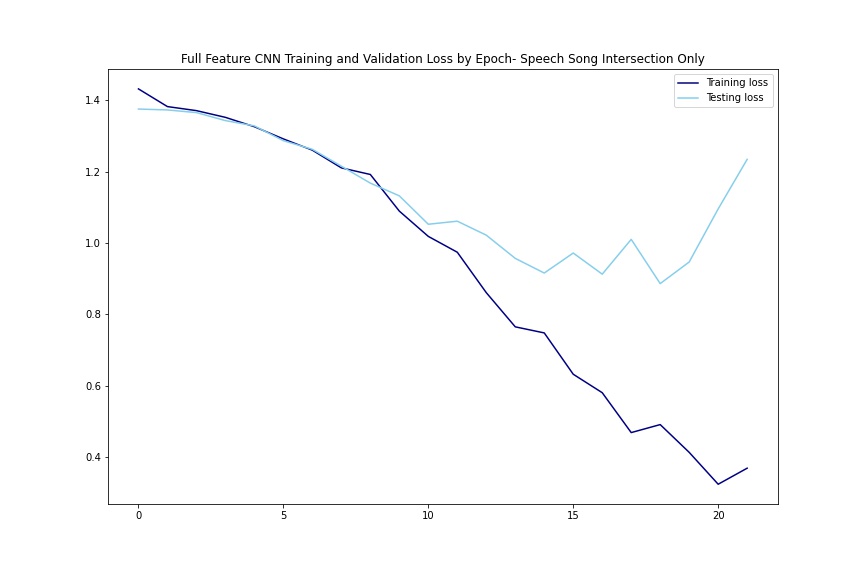 Full Feature CNN Training and Validation Loss by Epoch- Speech Song Intersection Only
Training loss
Testing loss
1.4
1.2
1.0
0.8
0.6
0.4
0 5 10 15 20